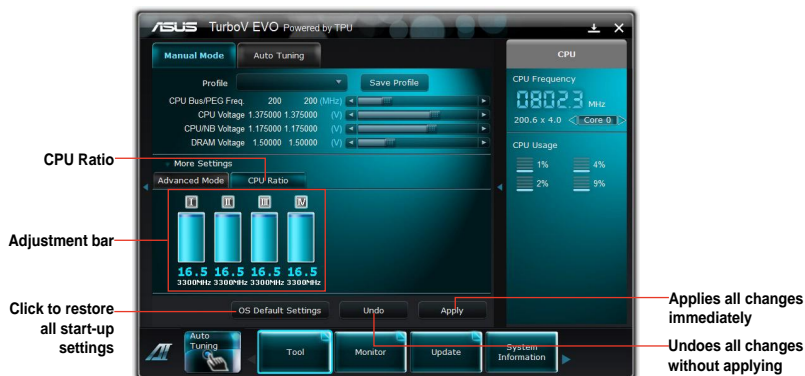 ASUS TurboV EVO Powered by TPU
Manual Mode
Auto Tuning
Profile
Save Profile
CPU Bus/PEG Freq. 200 200 (MHz)
CPU Voltage 1.375000 1.375000 (V)
CPU/NB Voltage 1.175000 1.175000 (V)
DRAM Voltage 1.50000 1.50000 (V)
More Settings
Advanced Mode
CPU Ratio
I II III IV
16.5 16.5 16.5 16.5
3300MHz 3300MHz 3300MHz 3300MHz
OS Default Settings
Undo
Apply
Auto Tuning
Tool
Monitor
Update
System Information
CPU
CPU Frequency
0802.3 MHz
200.6 x 4.0 Core 0
CPU Usage
1% 4%
2% 9%
CPU Ratio
Adjustment bar
Click to restore
all start-up
settings
Applies all changes
immediately
Undoes all changes
without applying